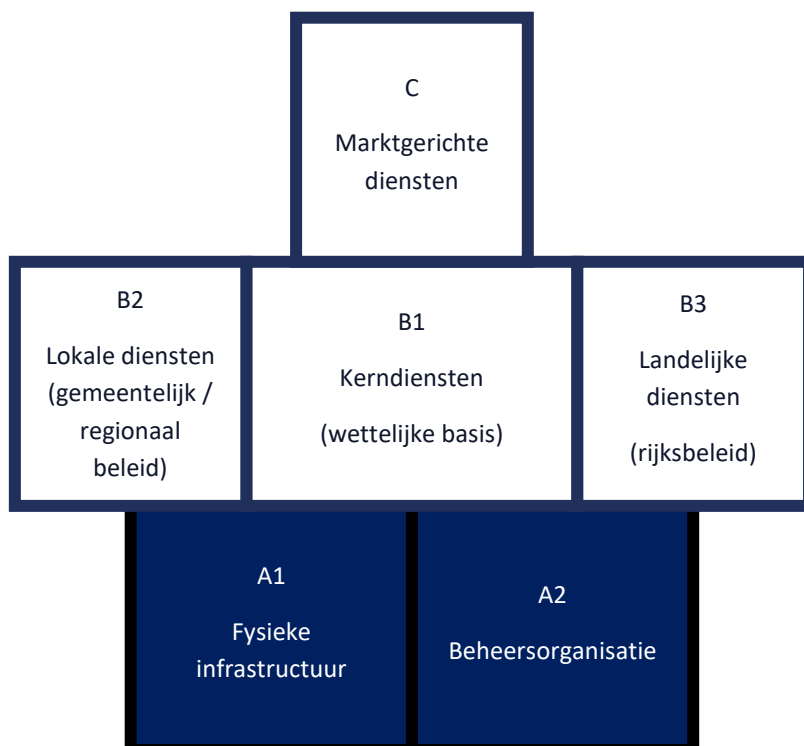 C
Marktgerichte
diensten
B2
Lokale diensten
(gemeentelijk /
regionaal
beleid)
B1
Kerndiensten
(wettelijke basis)
B3
Landelijke
diensten
(rijksbeleid)
A1
Fysieke
infrastructuur
A2
Beheersorganisatie